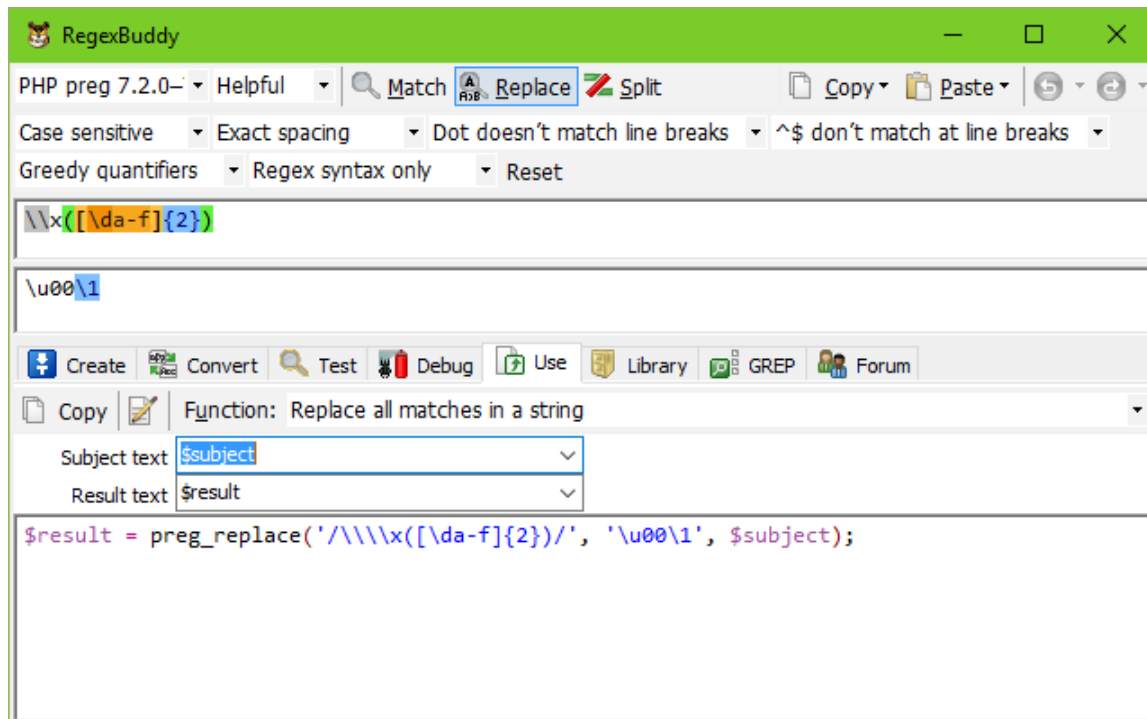 RegexBuddy
PHP preg 7.2.0– Helpful Match Replace Split Copy Paste
Case sensitive Exact spacing Dot doesn't match line breaks ^$ don't match at line breaks
Greedy quantifiers Regex syntax only Reset
\\x([\da-f]{2})
\u00\1
Create Convert Test Debug Use Library GREP Forum
Copy Function: Replace all matches in a string
Subject text $subject
Result text $result
$result = preg_replace('/\\\\x([\da-f]{2})/', '\u00\1', $subject);